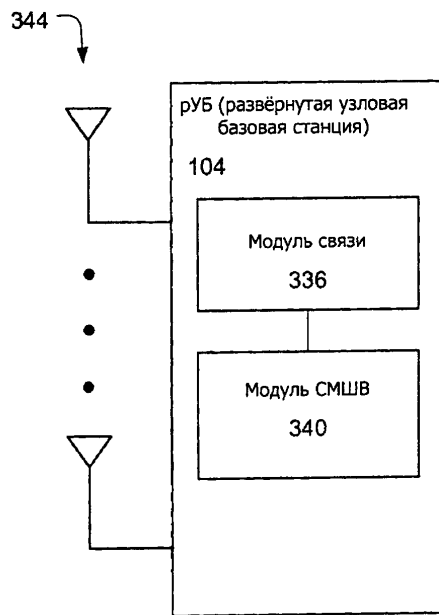 344
рУБ (развёрнутая узловая
базовая станция)
104
Модуль связи
336
Модуль СМШВ
340